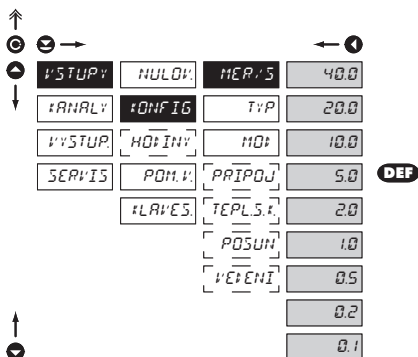 VSTUPY NULOV. MER/S 40.0
KANALY KONFIG TYP 20.0
VYSTUP. HODINY MOD 10.0
SERVIS POM.V. PRIPOJ 5.0 DEF
KLAVES. TEPL.S.K. 2.0
POSUN 1.0
VEDENI 0.5
0.2
0.1